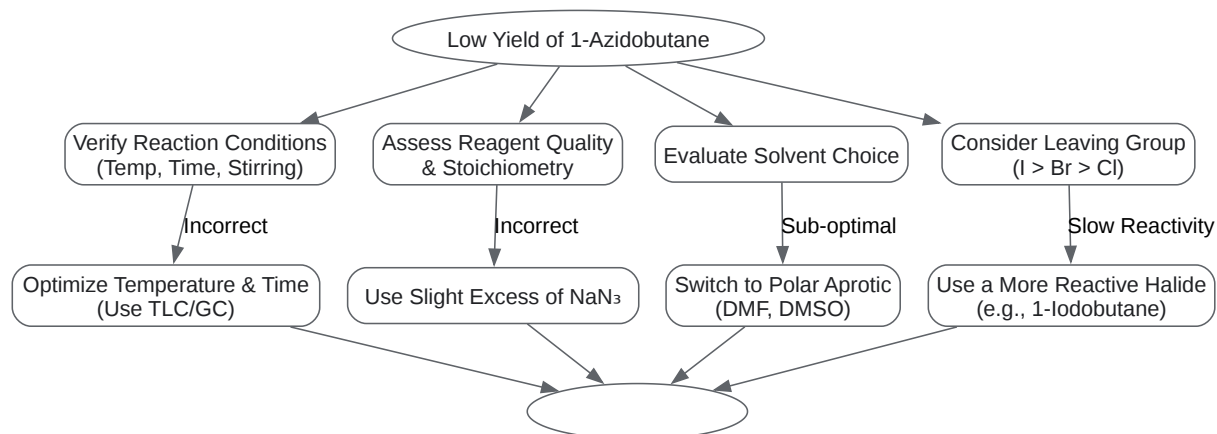 Low Yield of 1-Azidobutane
Verify Reaction Conditions
(Temp, Time, Stirring)
Assess Reagent Quality
& Stoichiometry
Evaluate Solvent Choice
Consider Leaving Group
(I > Br > Cl)
Incorrect
Incorrect
Sub-optimal
Slow Reactivity
Optimize Temperature & Time
(Use TLC/GC)
Use Slight Excess of NaN₃
Switch to Polar Aprotic
(DMF, DMSO)
Use a More Reactive Halide
(e.g., 1-Iodobutane)